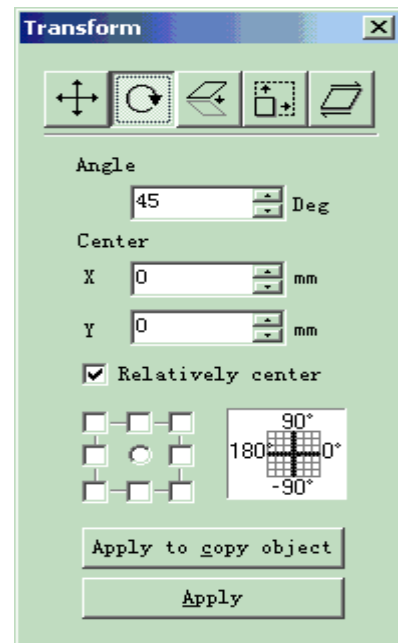 Transform
Angle
45 Deg
Center
X 0 mm
Y 0 mm
Relatively center
90°
180° 0°
-90°
Apply to copy object
Apply